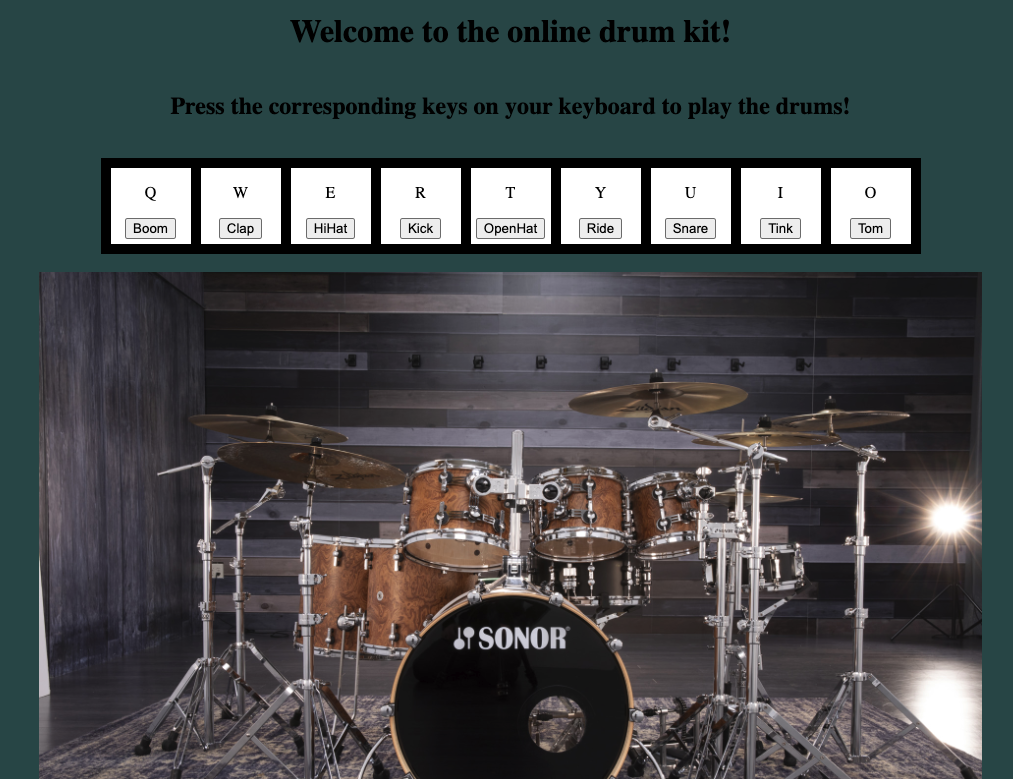 Welcome to the online drum kit!
Press the corresponding keys on your keyboard to play the drums!
Q W E R T Y U I O
Boom Clap HiHat Kick OpenHat Ride Snare Tink Tom
SONOR